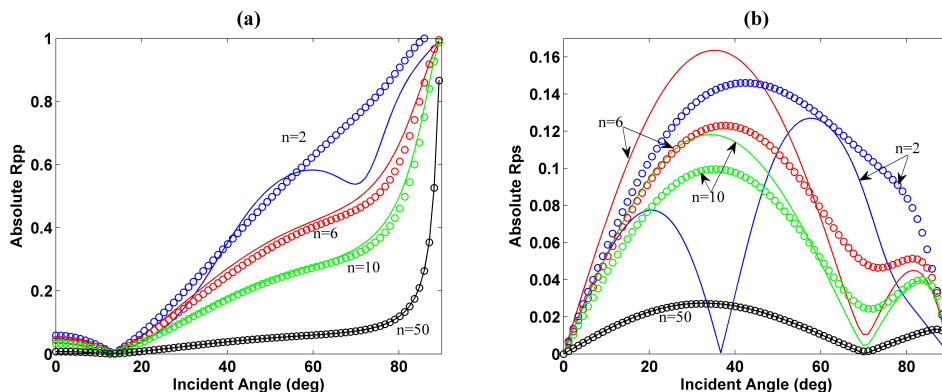 (a)
Absolute Rpp
1
0.8
0.6
0.4
0.2
0
n=2
n=6
n=10
n=50
0 20 40 60 80
Incident Angle (deg)
(b)
Absolute Rps
0.16
0.14
0.12
0.1
0.08
0.06
0.04
0.02
0
n=6
n=2
n=10
n=50
0 20 40 60 80
Incident Angle (deg)